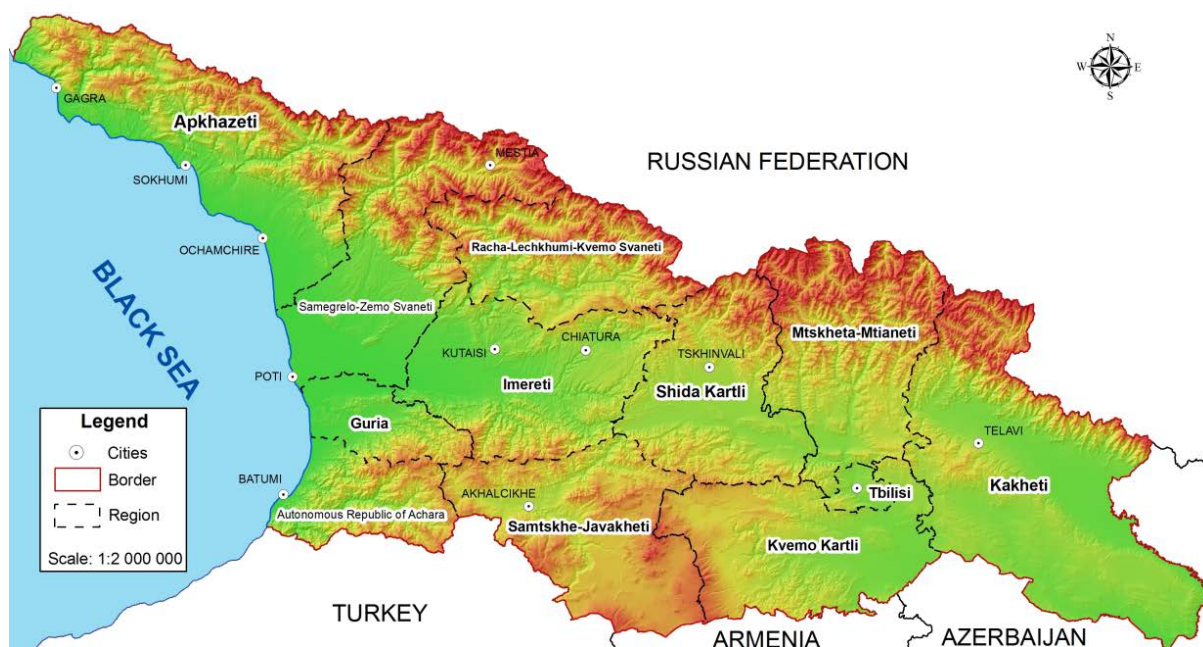 N
W E
S
GAGRA
Apkhazeti
MESTIA
RUSSIAN FEDERATION
SOKHUMI
OCHAMCHIRE
Racha-Lechkhumi-Kvemo Svaneti
BLACK SEA
Samegrelo-Zemo Svaneti
Mtskheta-Mtianeti
KUTAISI
CHIATURA
TSKHINVALI
POTI
Imereti
Shida Kartli
Guria
TELAVI
Legend
Cities
Border
Region
Scale: 1:2 000 000
BATUMI
AKHALCIKHE
Tbilisi
Kakheti
Autonomous Republic of Achara
Samtskhe-Javakheti
Kvemo Kartli
TURKEY
ARMENIA
AZERBAIJAN